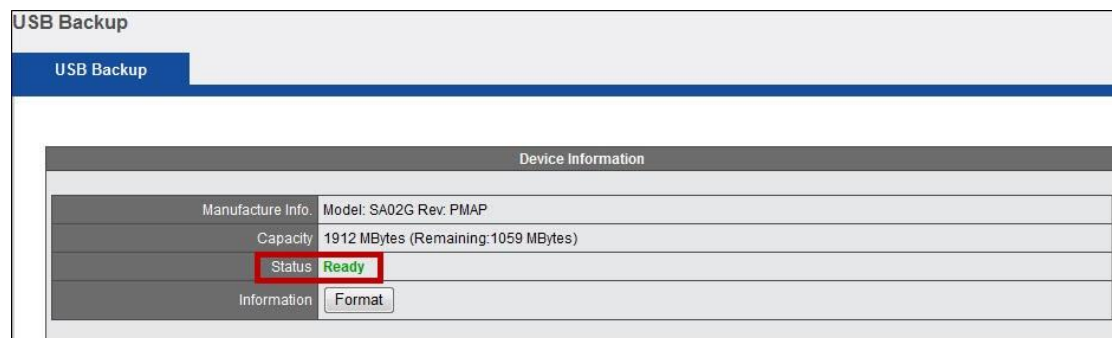 USB Backup
USB Backup
Device Information
Manufacture Info. Model: SA02G Rev: PMAP
Capacity 1912 MBytes (Remaining:1059 MBytes)
Status Ready
Information Format